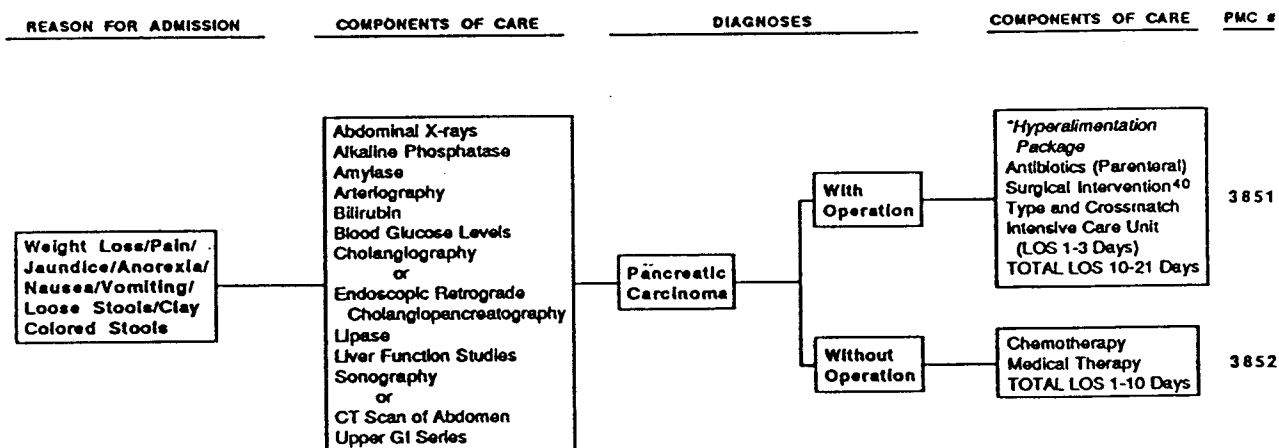 REASON FOR ADMISSION
COMPONENTS OF CARE
DIAGNOSES
COMPONENTS OF CARE
PMC #
Weight Loss/Pain/
Jaundice/Anorexia/
Nausea/Vomiting/
Loose Stools/Clay
Colored Stools
Abdominal X-rays
Alkaline Phosphatase
Amylase
Arteriography
Bilirubin
Blood Glucose Levels
Cholangiography
or
Endoscopic Retrograde
Cholangiopancreatography
Lipase
Liver Function Studies
Sonography
or
CT Scan of Abdomen
Upper GI Series
Pancreatic
Carcinoma
With
Operation
*Hyperalimentation
Package
Antibiotics (Parenteral)
Surgical Intervention40
Type and Crossmatch
Intensive Care Unit
(LOS 1-3 Days)
TOTAL LOS 10-21 Days
3851
Without
Operation
Chemotherapy
Medical Therapy
TOTAL LOS 1-10 Days
3852